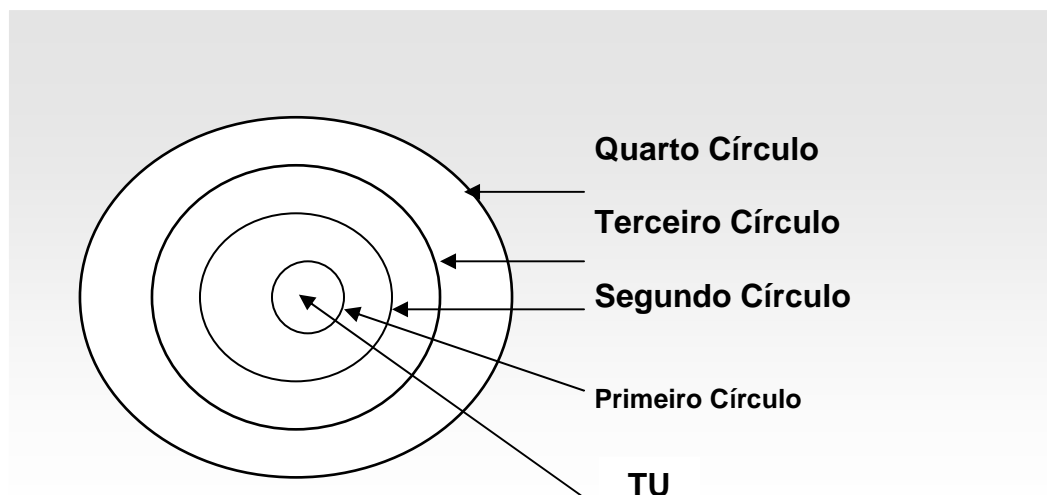 Quarto Círculo
Terceiro Círculo
Segundo Círculo
Primeiro Círculo
TU